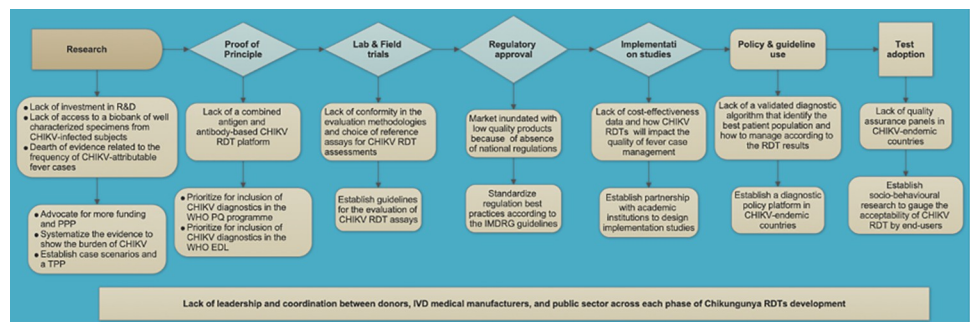 Research
Proof of
Principle
Lab & Field
trials
Regulatory
approval
Implementati
on studies
Policy & guideline
use
Test
adoption
● Lack of investment in R&D
● Lack of access to a biobank of well
characterized specimens from
CHIKV-infected subjects
● Dearth of evidence related to the
frequency of CHIKV-attributable
fever cases
Lack of a combined
antigen and
antibody-based CHIKV
RDT platform
Lack of conformity in the
evaluation methodologies
and choice of reference
assays for CHIKV RDT
assessments
Market inundated with
low quality products
because of absence
of national regulations
Lack of cost-effectiveness
data and how CHIKV
RDTs will impact the
quality of fever case
management
Lack of a validated diagnostic
algorithm that identify the
best patient population and
how to manage according to
the RDT results
Lack of quality
assurance panels in
CHIKV-endemic
countries
● Advocate for more funding
and PPP
● Systematize the evidence to
show the burden of CHIKV
● Establish case scenarios and
a TPP
● Prioritize for inclusion of
CHIKV diagnostics in the
WHO PQ programme
● Prioritize for inclusion of
CHIKV diagnostics in the
WHO EDL
Establish guidelines
for the evaluation of
CHIKV RDT assays
Standardize
regulation best
practices according to
the IMDRG guidelines
Establish partnership
with academic
institutions to design
implementation studies
Establish a diagnostic
policy platform in
CHIKV-endemic
countries
Establish
socio-behavioural
research to gauge the
acceptability of CHIKV
RDT by end-users
Lack of leadership and coordination between donors, IVD medical manufacturers, and public sector across each phase of Chikungunya RDTs development